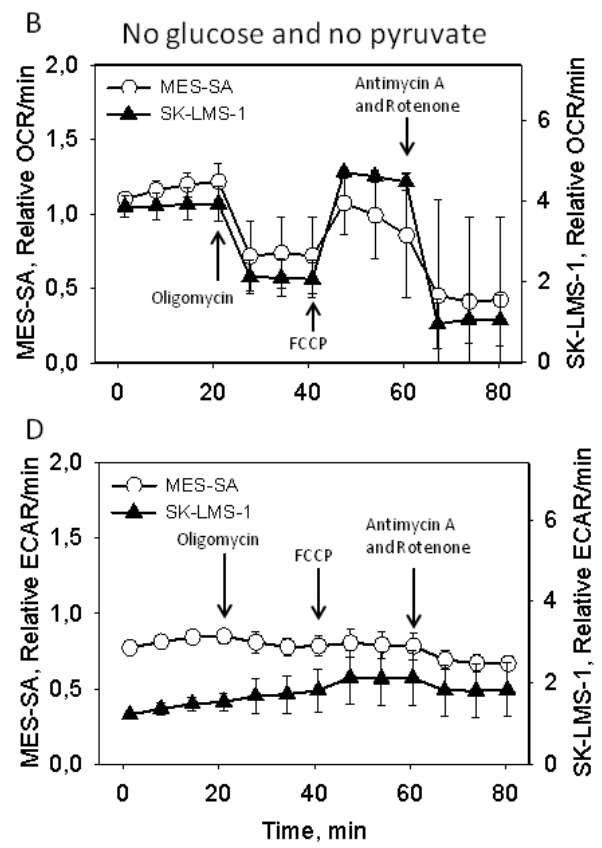 B
No glucose and no pyruvate
MES-SA, Relative OCR/min
2,0
1,5
1,0
0,5
0,0
MES-SA
SK-LMS-1
Antimycin A
and Rotenone
Oligomycin
FCCP
6
4
2
0
SK-LMS-1, Relative OCR/min
0 20 40 60 80
D
MES-SA, Relative ECAR/min
2,0
1,5
1,0
0,5
0,0
MES-SA
SK-LMS-1
Oligomycin
FCCP
Antimycin A
and Rotenone
6
4
2
0
SK-LMS-1, Relative ECAR/min
0 20 40 60 80
Time, min